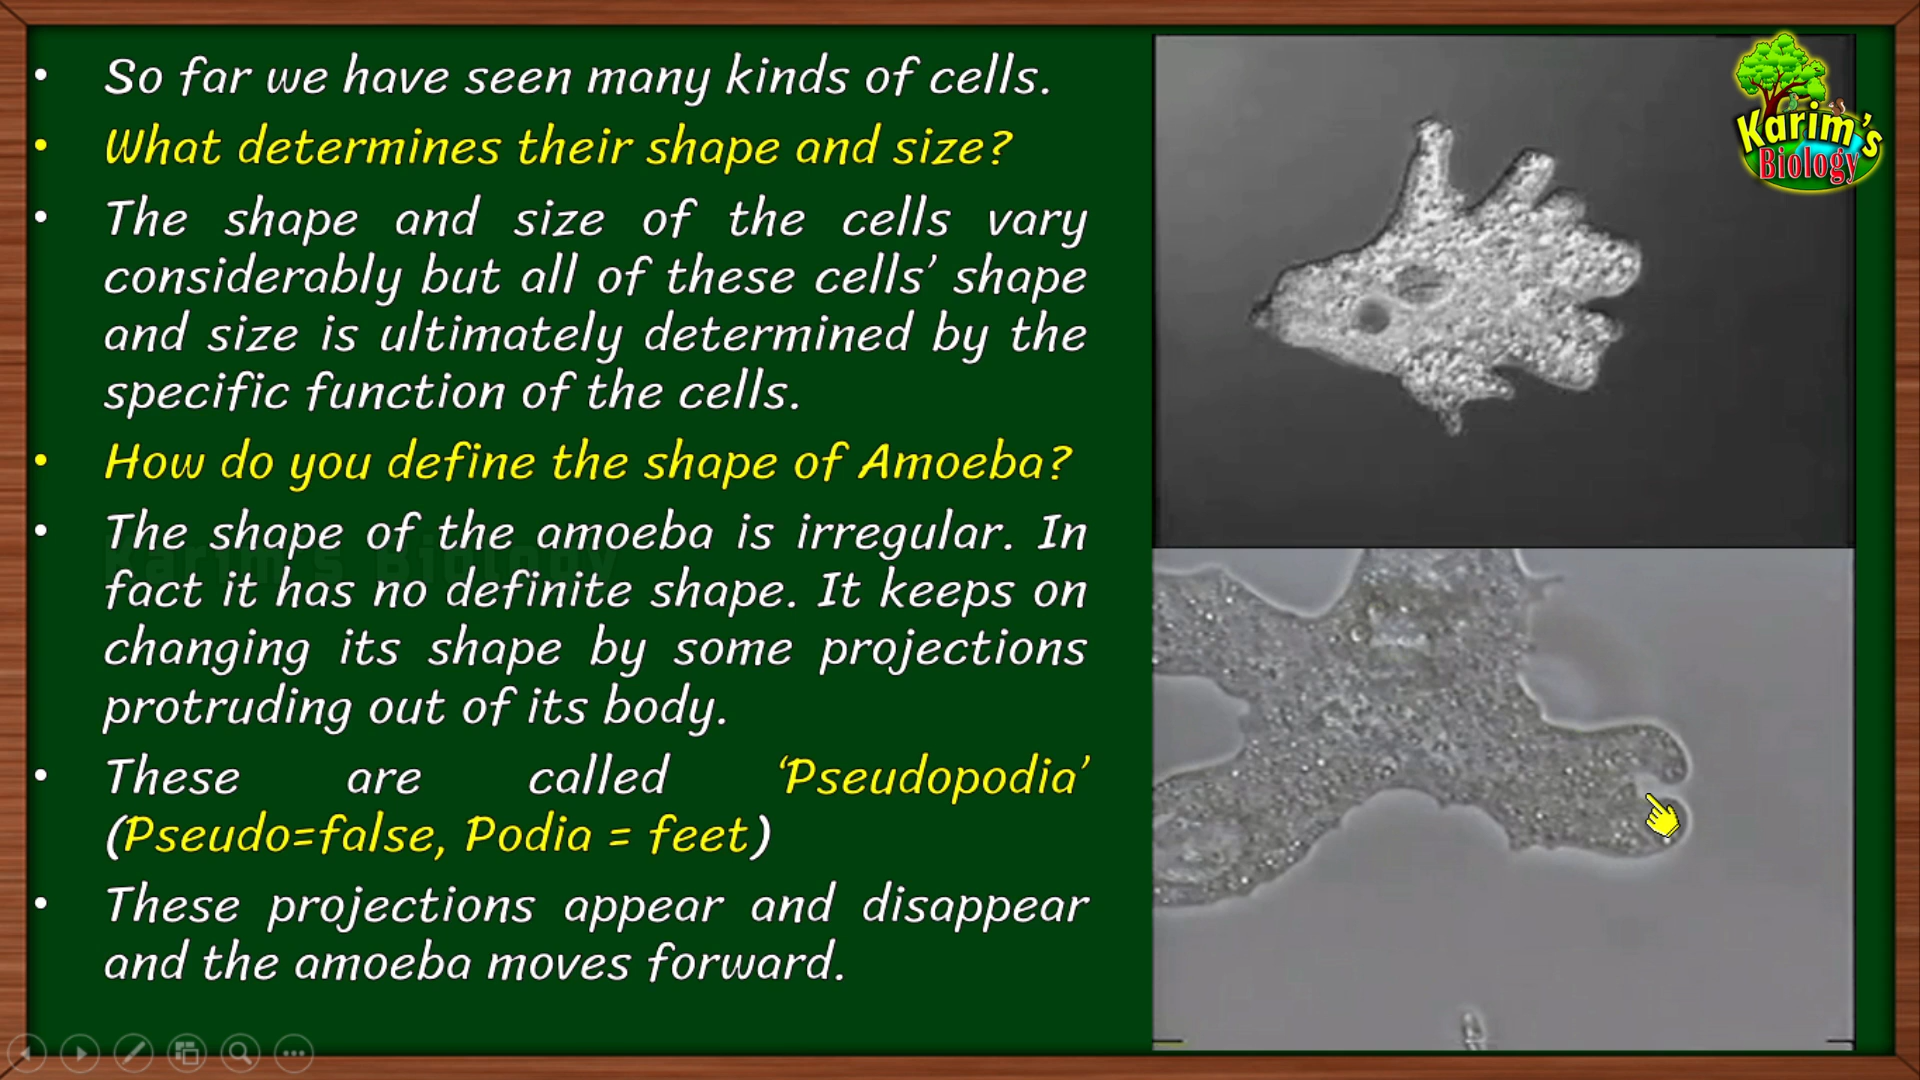 • So far we have seen many kinds of cells.
• What determines their shape and size?
• The shape and size of the cells vary
considerably but all of these cells’ shape
and size is ultimately determined by the
specific function of the cells.
• How do you define the shape of Amoeba?
• The shape of the amoeba is irregular. In
fact it has no definite shape. It keeps on
changing its shape by some projections
protruding out of its body.
• These are called ‘Pseudopodia’
(Pseudo=false, Podia = feet)
• These projections appear and disappear
and the amoeba moves forward.
Karim's Biology
Karim's
Biology